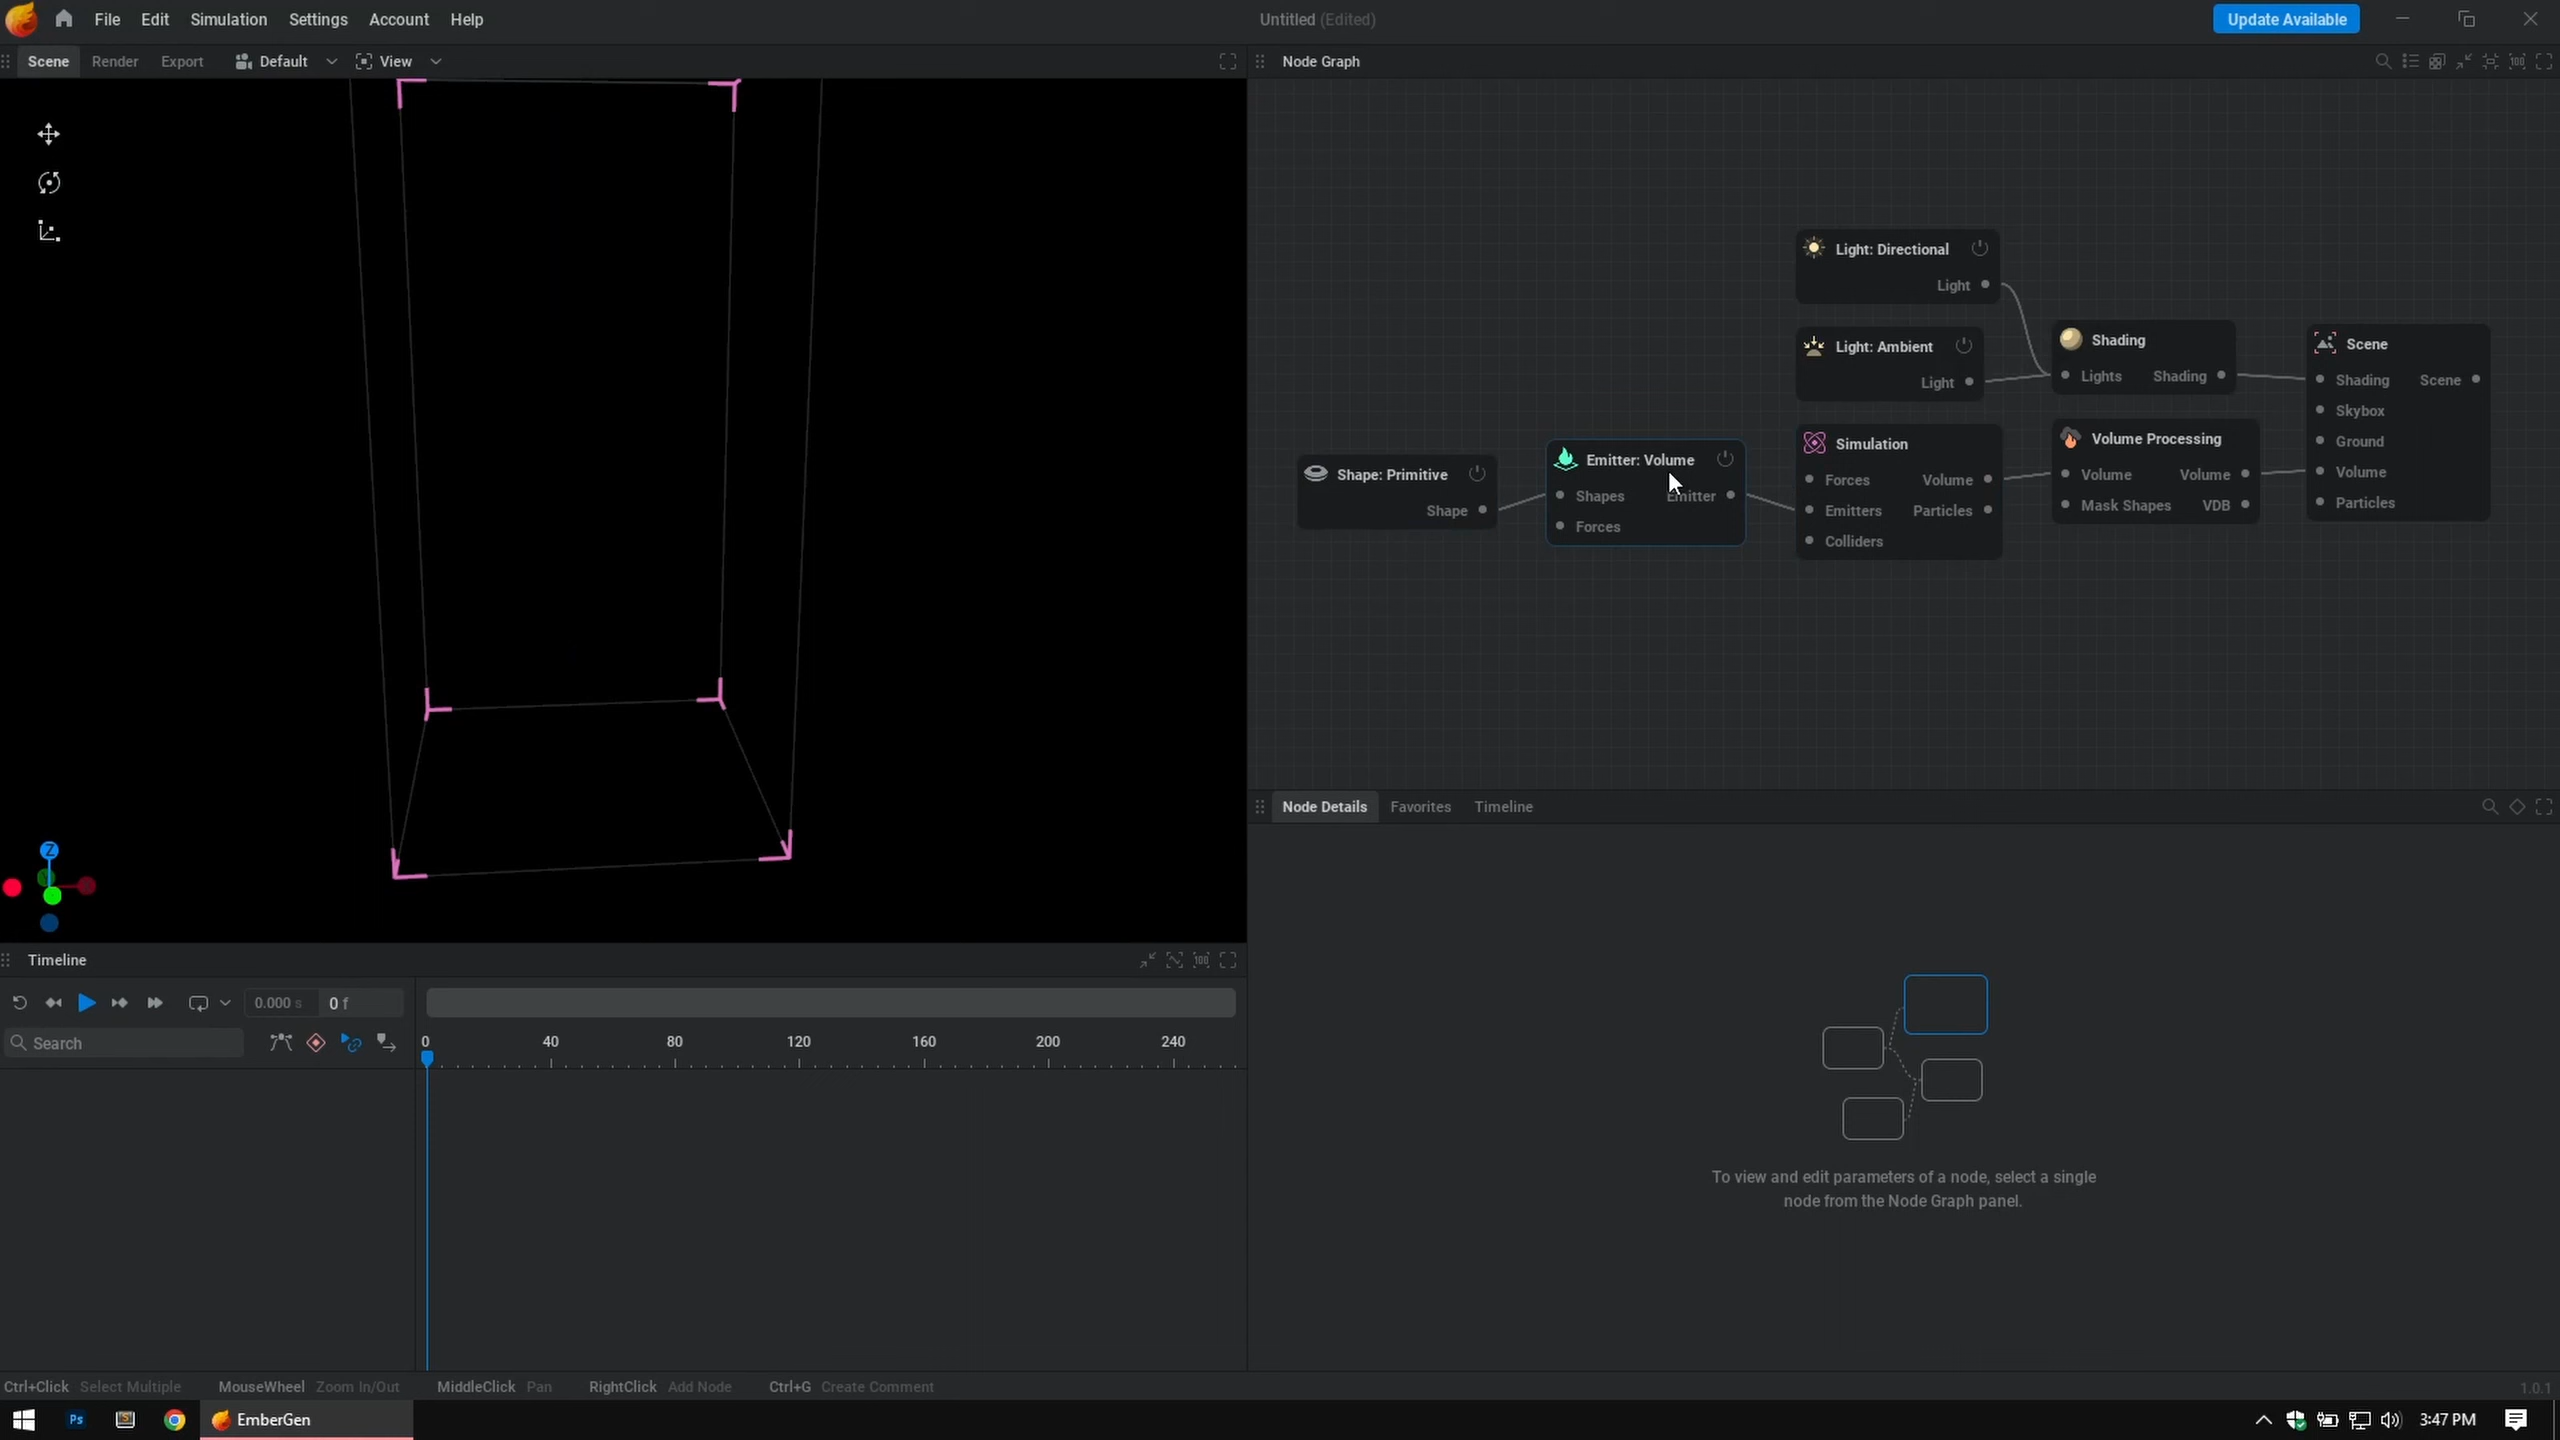 File Edit Simulation Settings Account Help
Untitled (Edited)
Update Available
Scene Render Export Default View
Z
Timeline
0.000 s 0 f
Search
0 40 80 120 160 200 240
Node Graph
Light: Directional
Light
Light: Ambient
Light
Shading
Lights Shading
Scene
Shading Scene
Skybox
Ground
Volume
Particles
Shape: Primitive
Shape
Emitter: Volume
Shapes Emitter
Forces
Simulation
Forces Volume
Emitters Particles
Colliders
Volume Processing
Volume Volume
Mask Shapes VDB
Node Details Favorites Timeline
To view and edit parameters of a node, select a single
node from the Node Graph panel.
Ctrl+Click Select Multiple MouseWheel Zoom In/Out MiddleClick Pan RightClick Add Node Ctrl+G Create Comment
1.0.1
Ps
EmberGen
3:47 PM